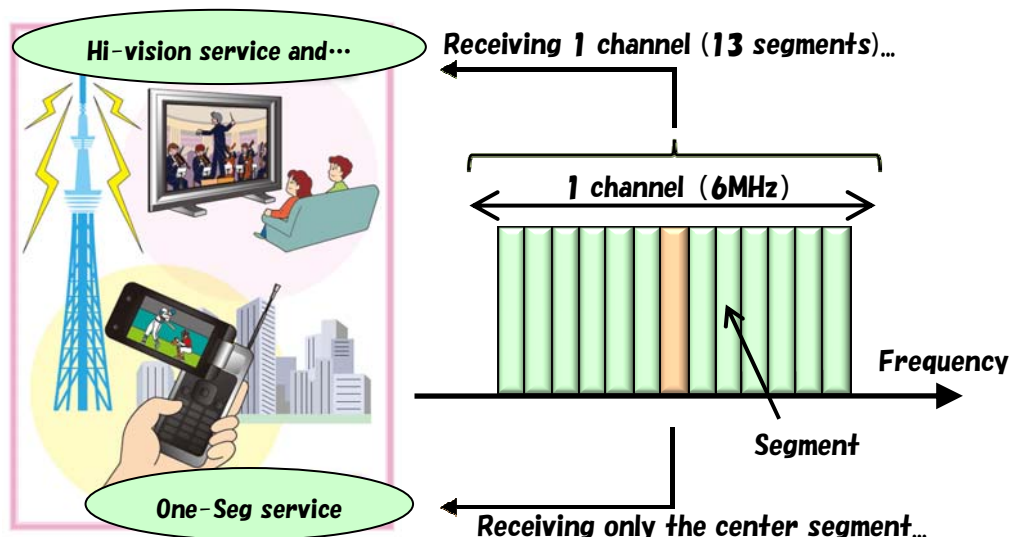 Hi-vision service and…
Receiving 1 channel (13 segments)…
1 channel (6MHz)
Frequency
Segment
One-Seg service
Receiving only the center segment…